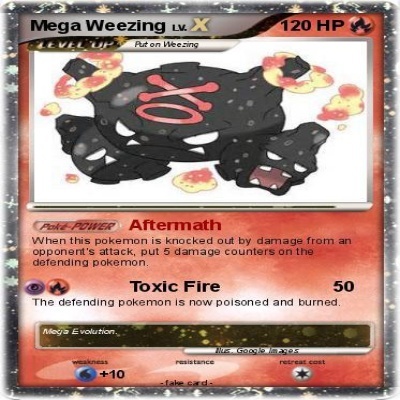 Mega Weezing LV. X 120 HP
LEVEL-UP Put on Weezing
Poké-POWER Aftermath
When this pokemon is knocked out by damage from an
opponent's attack, put 5 damage counters on the
defending pokemon.
Toxic Fire 50
The defending pokemon is now poisoned and burned.
Mega Evolution.
Illus. Google Images
weakness resistance retreat cost
+10
- fake card -